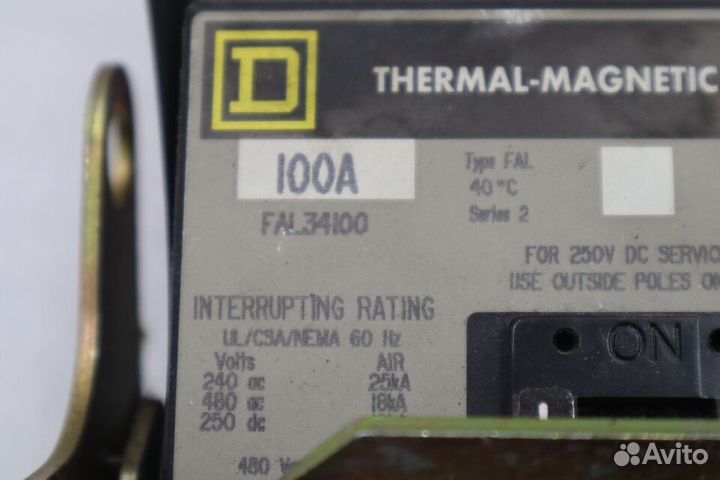 D
THERMAL-MAGNETIC
100A
FAL34100
Type FAL
40°C
Series 2
FOR 250V DC SERVIC
USE OUTSIDE POLES ON
INTERRUPTING RATING
UL/CSA/NEMA 60 Hz
Volts AIR
240 ac 25kA
480 ac 18kA
250 dc
480
ON
Avito